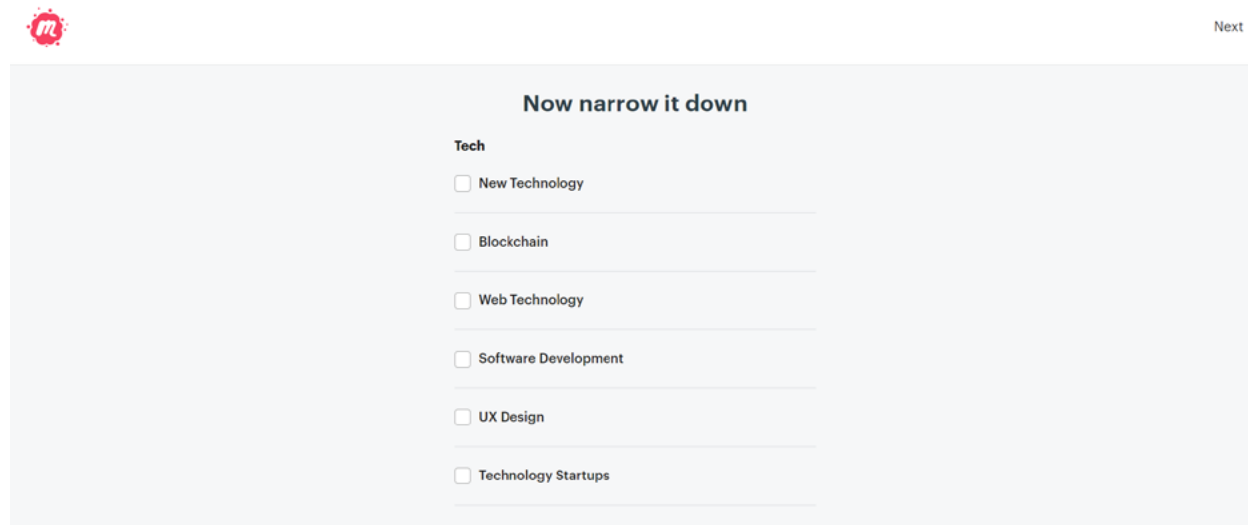 m
Next
Now narrow it down
Tech
New Technology
Blockchain
Web Technology
Software Development
UX Design
Technology Startups